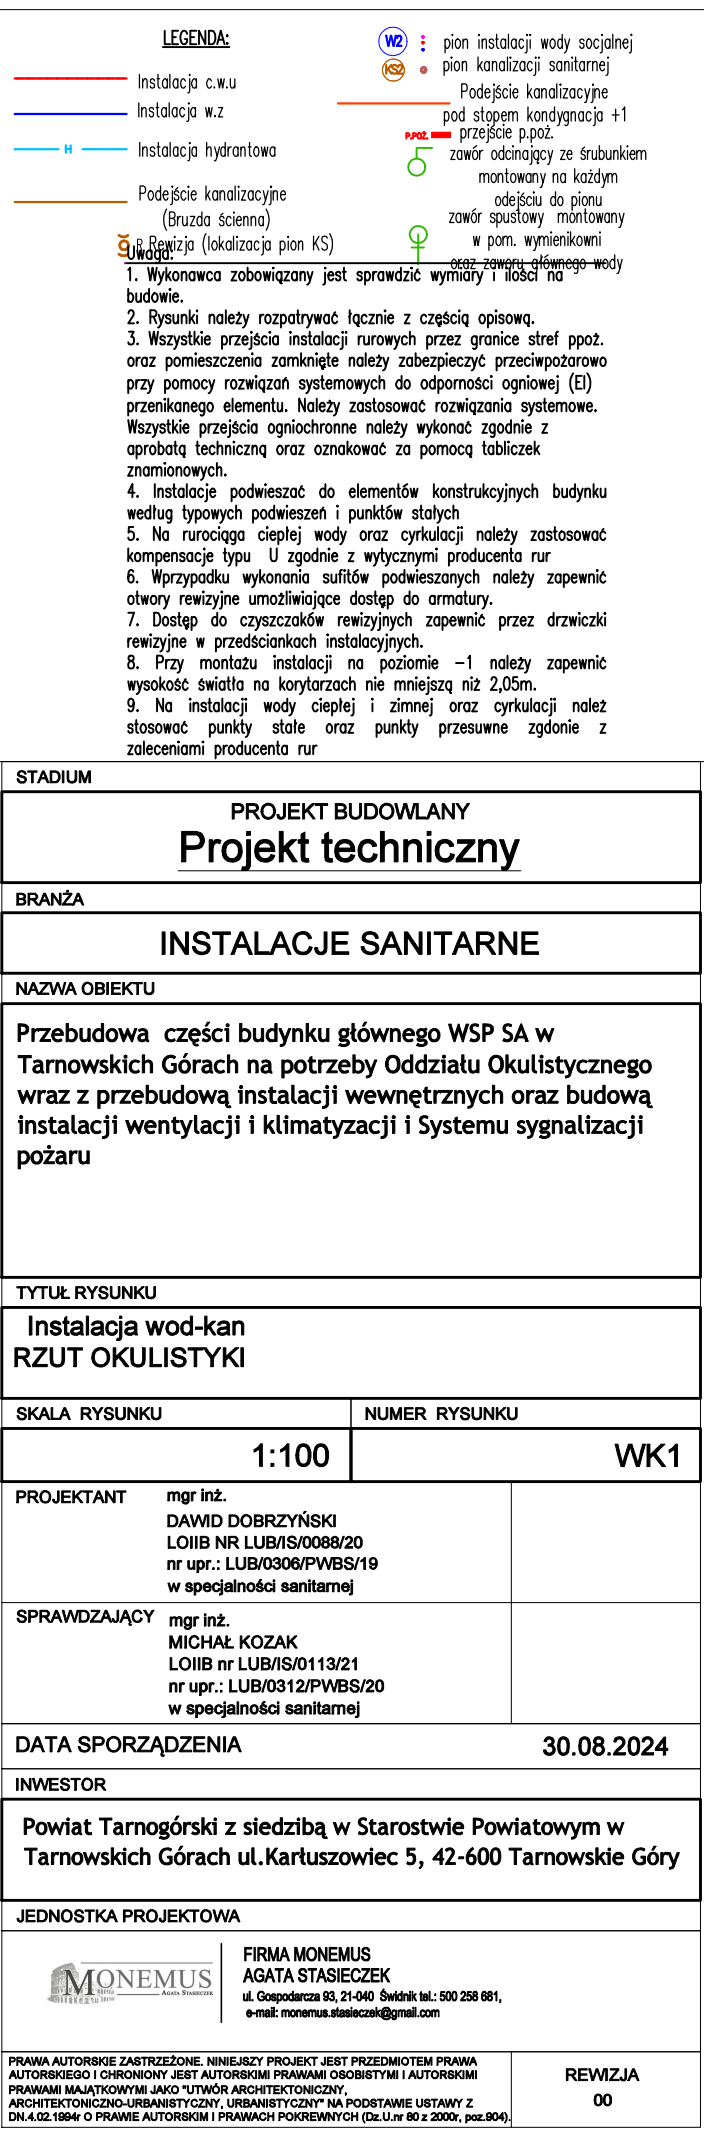 LEGENDA:
Instalacja c.w.u
Instalacja w.z
H
Instalacja hydrantowa
Podejście kanalizacyjne
(Bruzda ścienna)
R Rewizja (lokalizacja pion KS)
W2
pion instalacji wody socjalnej
KS2
pion kanalizacji sanitarnej
Podejście kanalizacyjne
pod stopem kondygnacja +1
P.POŻ.
przejście p.poż.
zawór odcinający ze śrubunkiem
montowany na każdym
odejściu do pionu
zawór spustowy montowany
w pom. wymienikowni
oraz zaworu głównego wody
Uwaga:
1. Wykonawca zobowiązany jest sprawdzić wymiary i ilości na
budowie.
2. Rysunki należy rozpatrywać łącznie z częścią opisową.
3. Wszystkie przejścia instalacji rurowych przez granice stref ppoż.
oraz pomieszczenia zamknięte należy zabezpieczyć przeciwpożarowo
przy pomocy rozwiązań systemowych do odporności ogniowej (EI)
przenikanego elementu. Należy zastosować rozwiązania systemowe.
Wszystkie przejścia ogniochronne należy wykonać zgodnie z
aprobatą techniczną oraz oznakować za pomocą tabliczek
znamionowych.
4. Instalacje podwieszać do elementów konstrukcyjnych budynku
według typowych podwieszeń i punktów stałych
5. Na rurociąga ciepłej wody oraz cyrkulacji należy zastosować
kompensacje typu U zgodnie z wytycznymi producenta rur
6. Wprzypadku wykonania sufitów podwieszanych należy zapewnić
otwory rewizyjne umożliwiające dostęp do armatury.
7. Dostęp do czyszczaków rewizyjnych zapewnić przez drzwiczki
rewizyjne w przedściankach instalacyjnych.
8. Przy montażu instalacji na poziomie -1 należy zapewnić
wysokość światła na korytarzach nie mniejszą niż 2,05m.
9. Na instalacji wody ciepłej i zimnej oraz cyrkulacji należ
stosować punkty stałe oraz punkty przesuwne zgdonie z
zaleceniami producenta rur
STADIUM
PROJEKT BUDOWLANY
Projekt techniczny
BRANŻA
INSTALACJE SANITARNE
NAZWA OBIEKTU
Przebudowa części budynku głównego WSP SA w
Tarnowskich Górach na potrzeby Oddziału Okulistycznego
wraz z przebudową instalacji wewnętrznych oraz budową
instalacji wentylacji i klimatyzacji i Systemu sygnalizacji
pożaru
TYTUŁ RYSUNKU
Instalacja wod-kan
RZUT OKULISTYKI
SKALA RYSUNKU
NUMER RYSUNKU
1:100
WK1
PROJEKTANT
mgr inż.
DAWID DOBRZYŃSKI
LOIIB NR LUB/IS/0088/20
nr upr.: LUB/0306/PWBS/19
w specjalności sanitarnej
SPRAWDZAJĄCY
mgr inż.
MICHAŁ KOZAK
LOIIB nr LUB/IS/0113/21
nr upr.: LUB/0312/PWBS/20
w specjalności sanitarnej
DATA SPORZĄDZENIA
30.08.2024
INWESTOR
Powiat Tarnogórski z siedzibą w Starostwie Powiatowym w
Tarnowskich Górach ul.Karłuszowiec 5, 42-600 Tarnowskie Góry
JEDNOSTKA PROJEKTOWA
MONEMUS
AGATA STASIECZEK
FIRMA MONEMUS
AGATA STASIECZEK
ul. Gospodarcza 93, 21-040 Świdnik tel.: 500 258 681,
e-mail: monemus.stasieczek@gmail.com
PRAWA AUTORSKIE ZASTRZEŻONE. NINIEJSZY PROJEKT JEST PRZEDMIOTEM PRAWA
AUTORSKIEGO I CHRONIONY JEST AUTORSKIMI PRAWAMI OSOBISTYMI I AUTORSKIMI
PRAWAMI MAJĄTKOWYMI JAKO "UTWÓR ARCHITEKTONICZNY,
ARCHITEKTONICZNO-URBANISTYCZNY, URBANISTYCZNY" NA PODSTAWIE USTAWY Z
DN.4.02.1994r O PRAWIE AUTORSKIM I PRAWACH POKREWNYCH (Dz.U.nr 80 z 2000r, poz.904).
REWIZJA
00